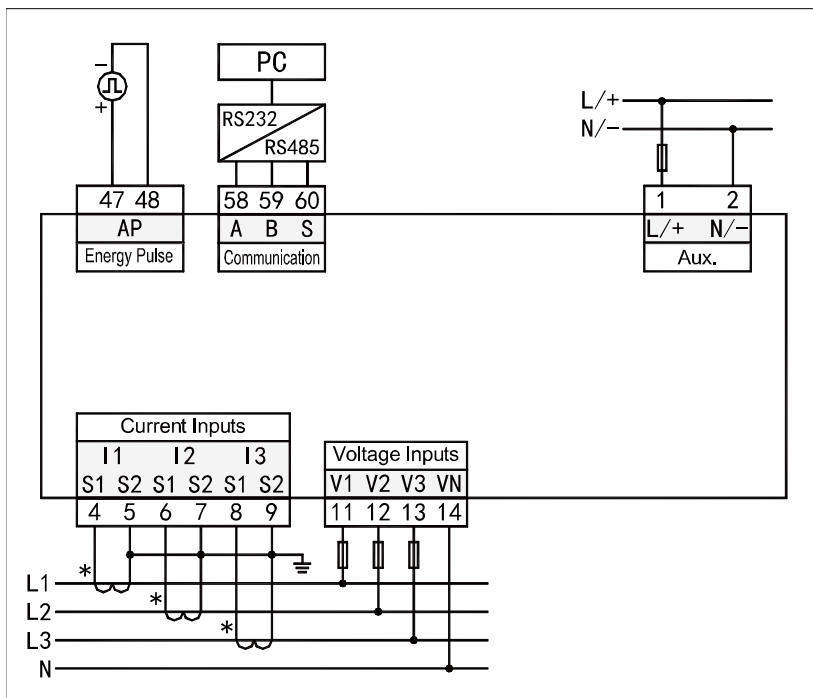 PC
−
+
RS232
RS485
L/+
N/−
47 48
58 59 60
1 2
AP
A B S
L/+ N/−
Energy Pulse
Communication
Aux.
Current Inputs
I1 I2 I3
S1 S2 S1 S2 S1 S2
4 5 6 7 8 9
Voltage Inputs
V1 V2 V3 VN
11 12 13 14
*
L1
*
L2
*
L3
N